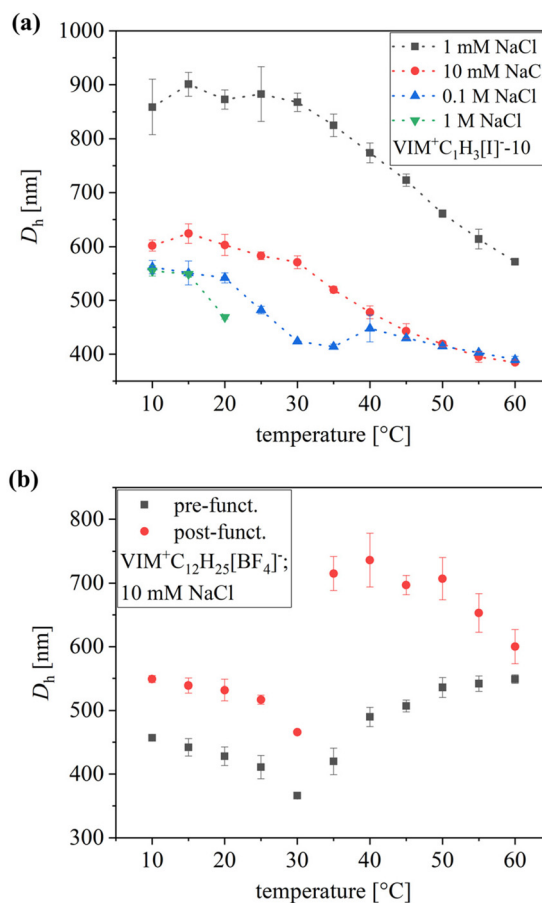 (a)
1000
900
800
700
600
500
400
10 20 30 40 50 60
D_h [nm]
temperature [°C]
1 mM NaCl
10 mM NaC
0.1 M NaCl
1 M NaCl
VIM⁺C₁H₃[I]⁻-10
(b)
800
700
600
500
400
300
10 20 30 40 50 60
D_h [nm]
temperature [°C]
pre-funct.
post-funct.
VIM⁺C₁₂H₂₅[BF₄]⁻;
10 mM NaCl